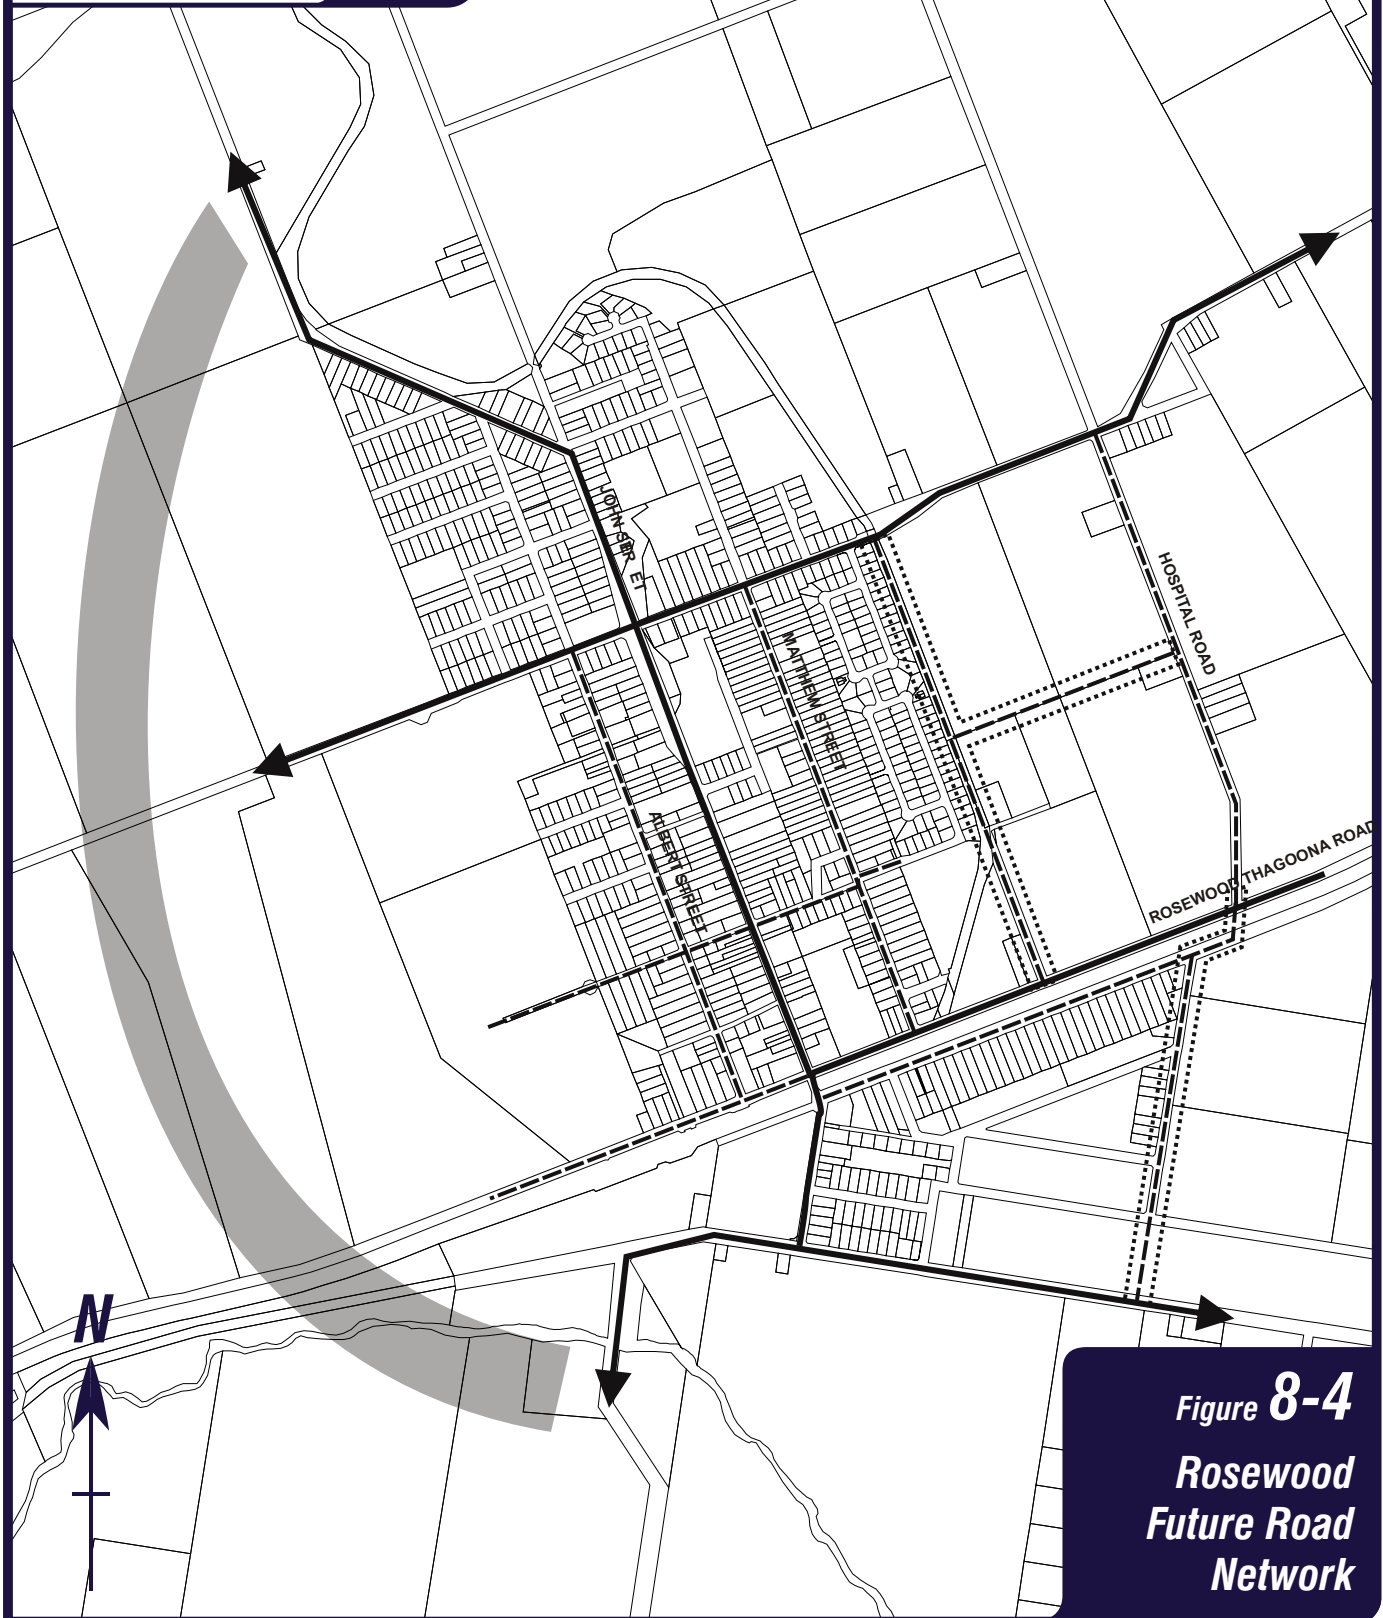 JOHN STREET
HOSPITAL ROAD
MATTHEW STREET
ALBERT STREET
ROSEWOOD THAGOONA ROAD
N
Figure 8-4
Rosewood
Future Road
Network